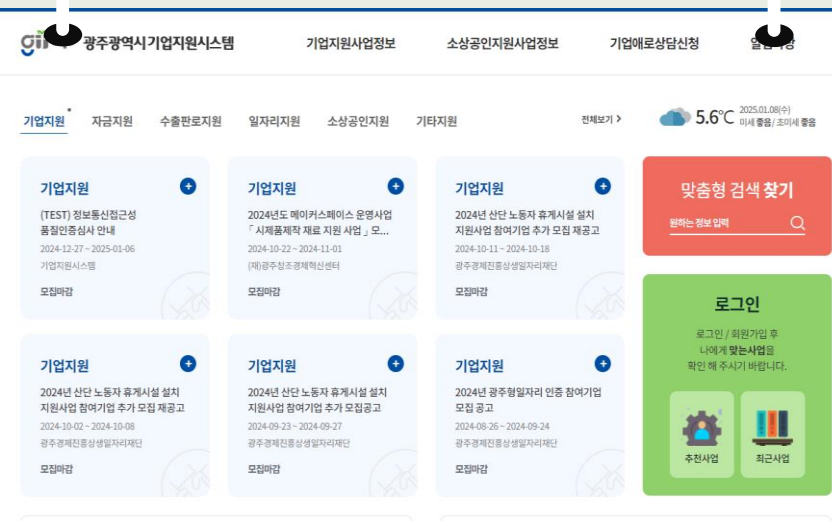 광주광역시 기업지원시스템
기업지원사업정보
소상공인지원사업정보
기업애로상담신청
기업지원
자금지원
수출판로지원
일자리지원
소상공인지원
기타지원
전체보기
5.6℃
2025.01.08(수)
미세 좋음 / 초미세 좋음
기업지원
(TEST) 정보통신접근성
품질인증심사 안내
2024-12-27 ~ 2025-01-06
기업지원시스템
모집마감
기업지원
2024년도 메이커스페이스 운영사업
「시제품제작 재료 지원 사업」모...
2024-10-22 ~ 2024-11-01
(재)광주창조경제혁신센터
모집마감
기업지원
2024년 산단 노동자 휴게시설 설치
지원사업 참여기업 추가 모집 재공고
2024-10-11 ~ 2024-10-18
광주경제진흥상생일자리재단
모집마감
맞춤형 검색 찾기
원하는 정보 입력
기업지원
2024년 산단 노동자 휴게시설 설치
지원사업 참여기업 추가 모집 재공고
2024-10-02 ~ 2024-10-08
광주경제진흥상생일자리재단
모집마감
기업지원
2024년 산단 노동자 휴게시설 설치
지원사업 참여기업 추가 모집공고
2024-09-23 ~ 2024-09-27
광주경제진흥상생일자리재단
모집마감
기업지원
2024년 광주형일자리 인증 참여기업
모집 공고
2024-08-26 ~ 2024-09-24
광주경제진흥상생일자리재단
모집마감
로그인
로그인 / 회원가입 후
나에게 맞는사업을
확인 해 주시기 바랍니다.
추천사업
최근사업